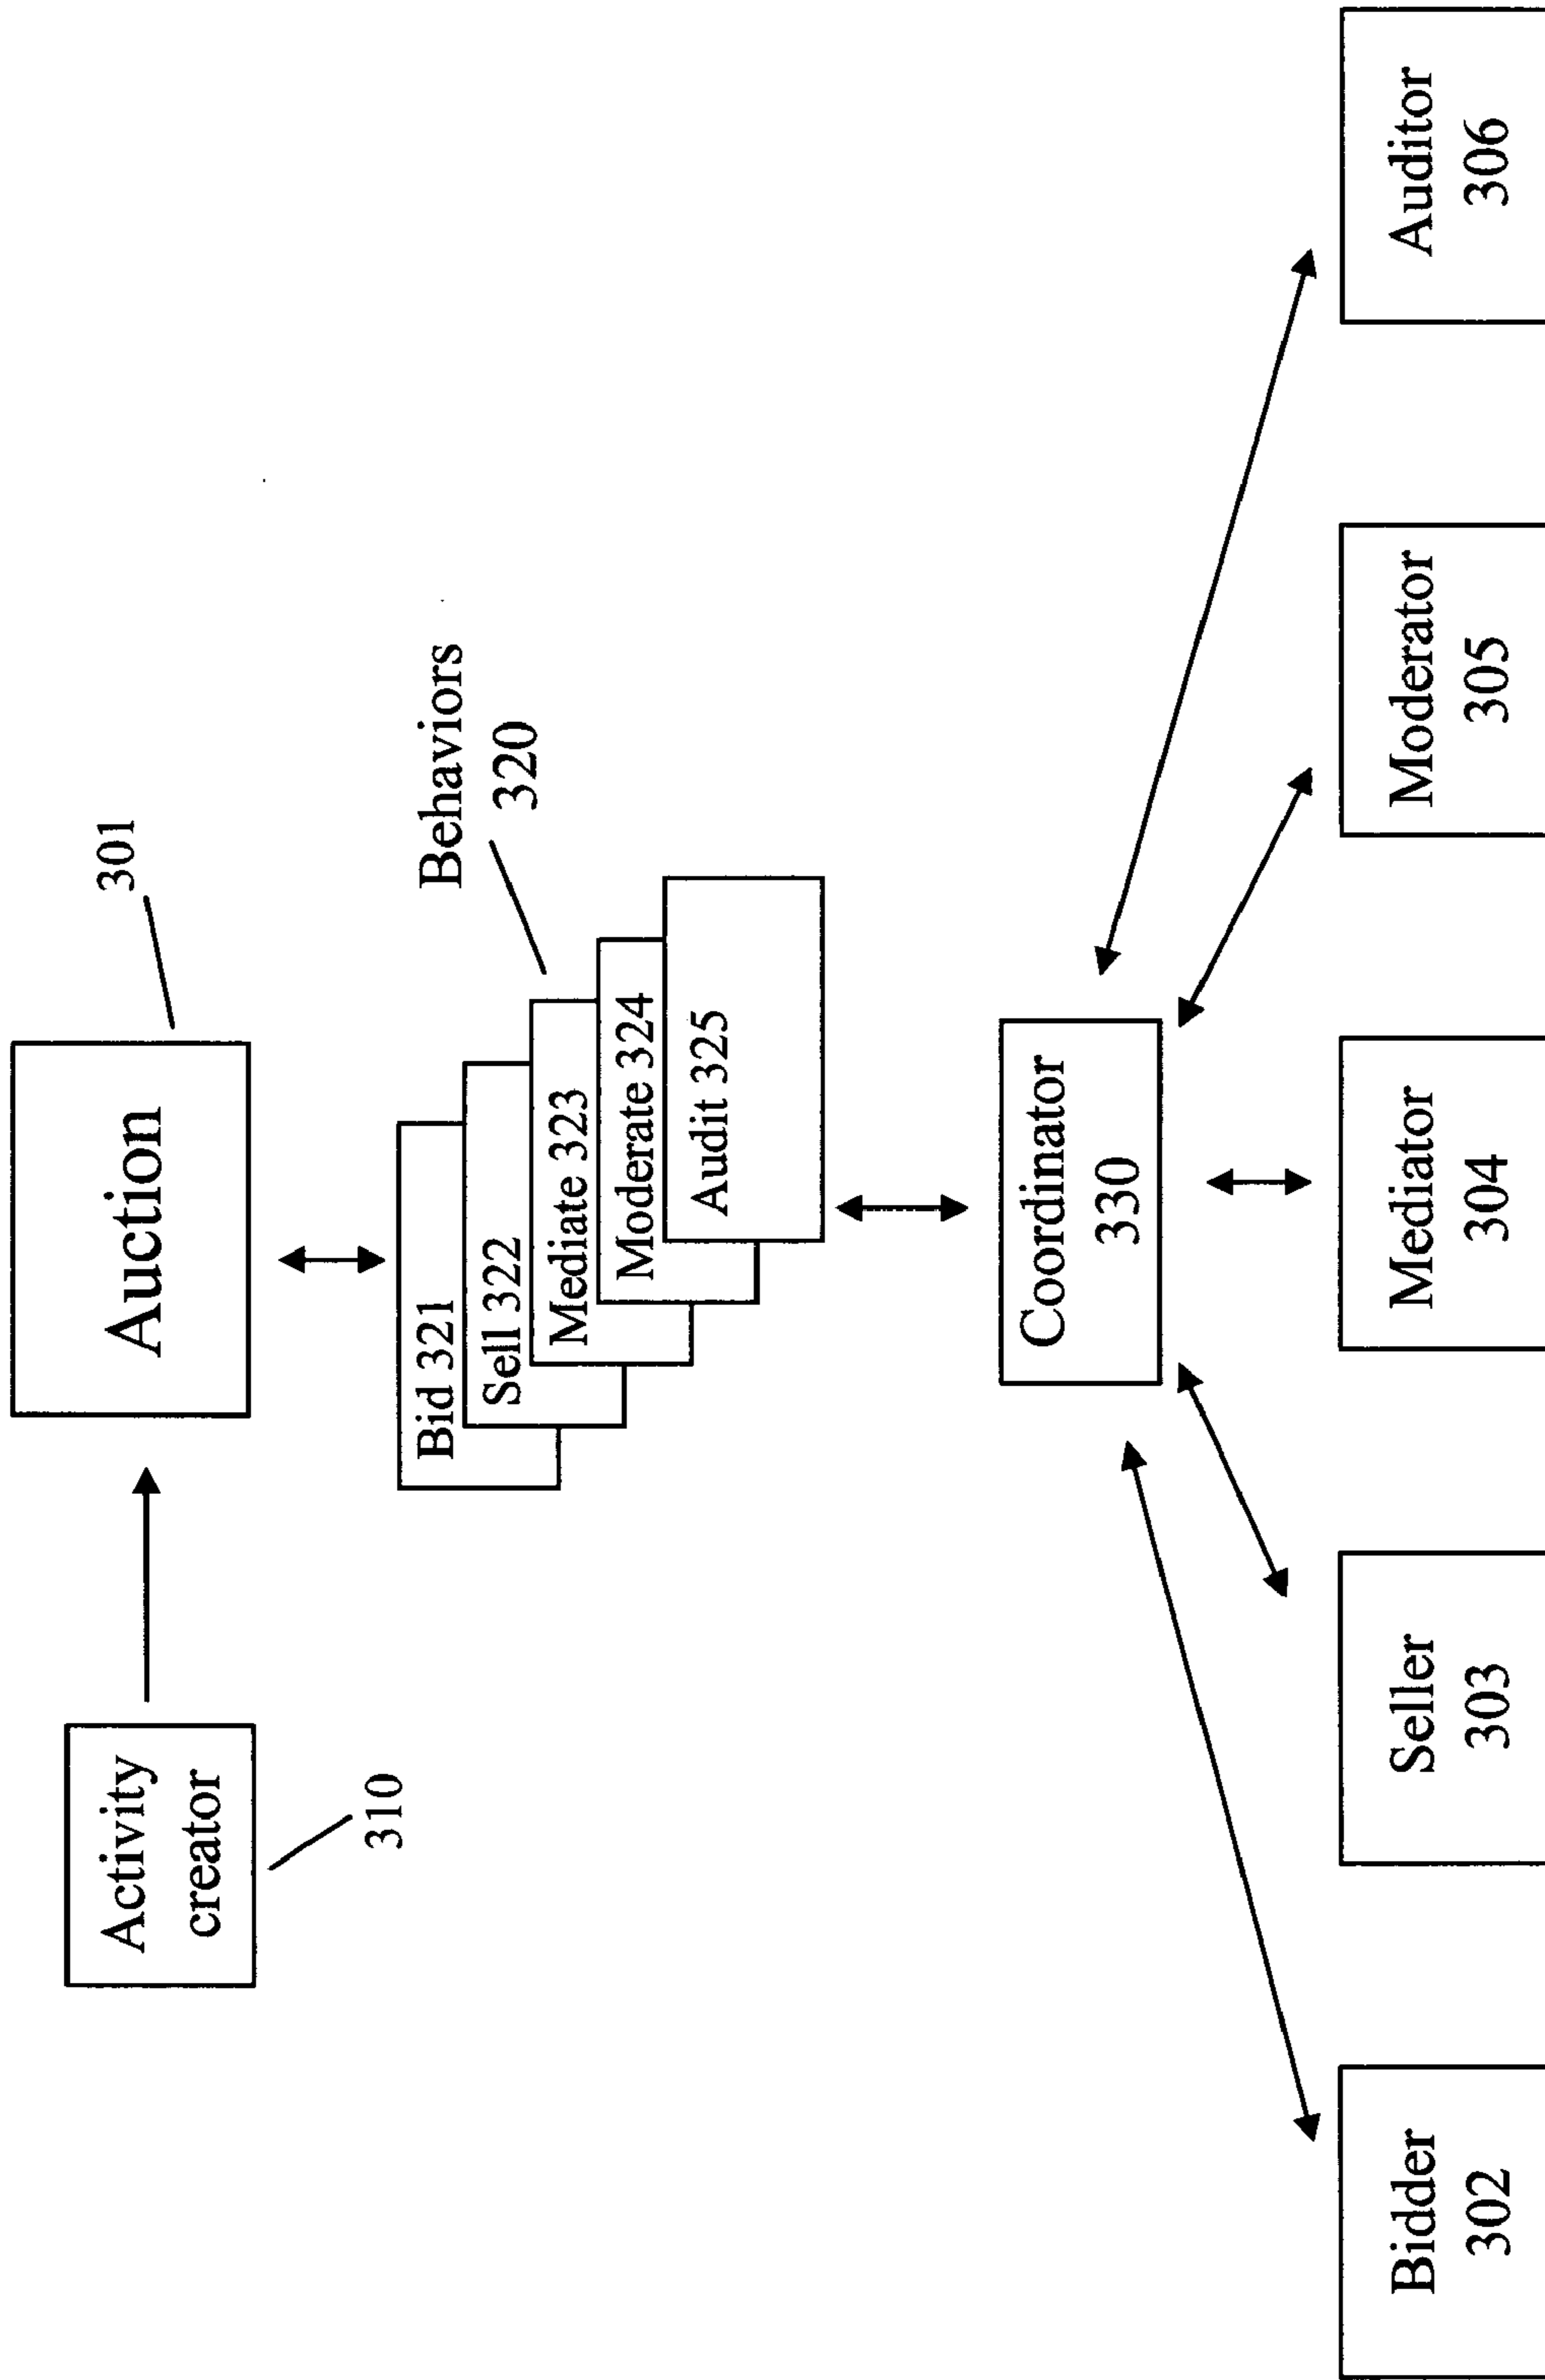 Activity
creator
310
Auction
301
Behaviors
320
Bid 321
Sell 322
Mediate 323
Moderate 324
Audit 325
Coordinator
330
Bidder
302
Seller
303
Mediator
304
Moderator
305
Auditor
306